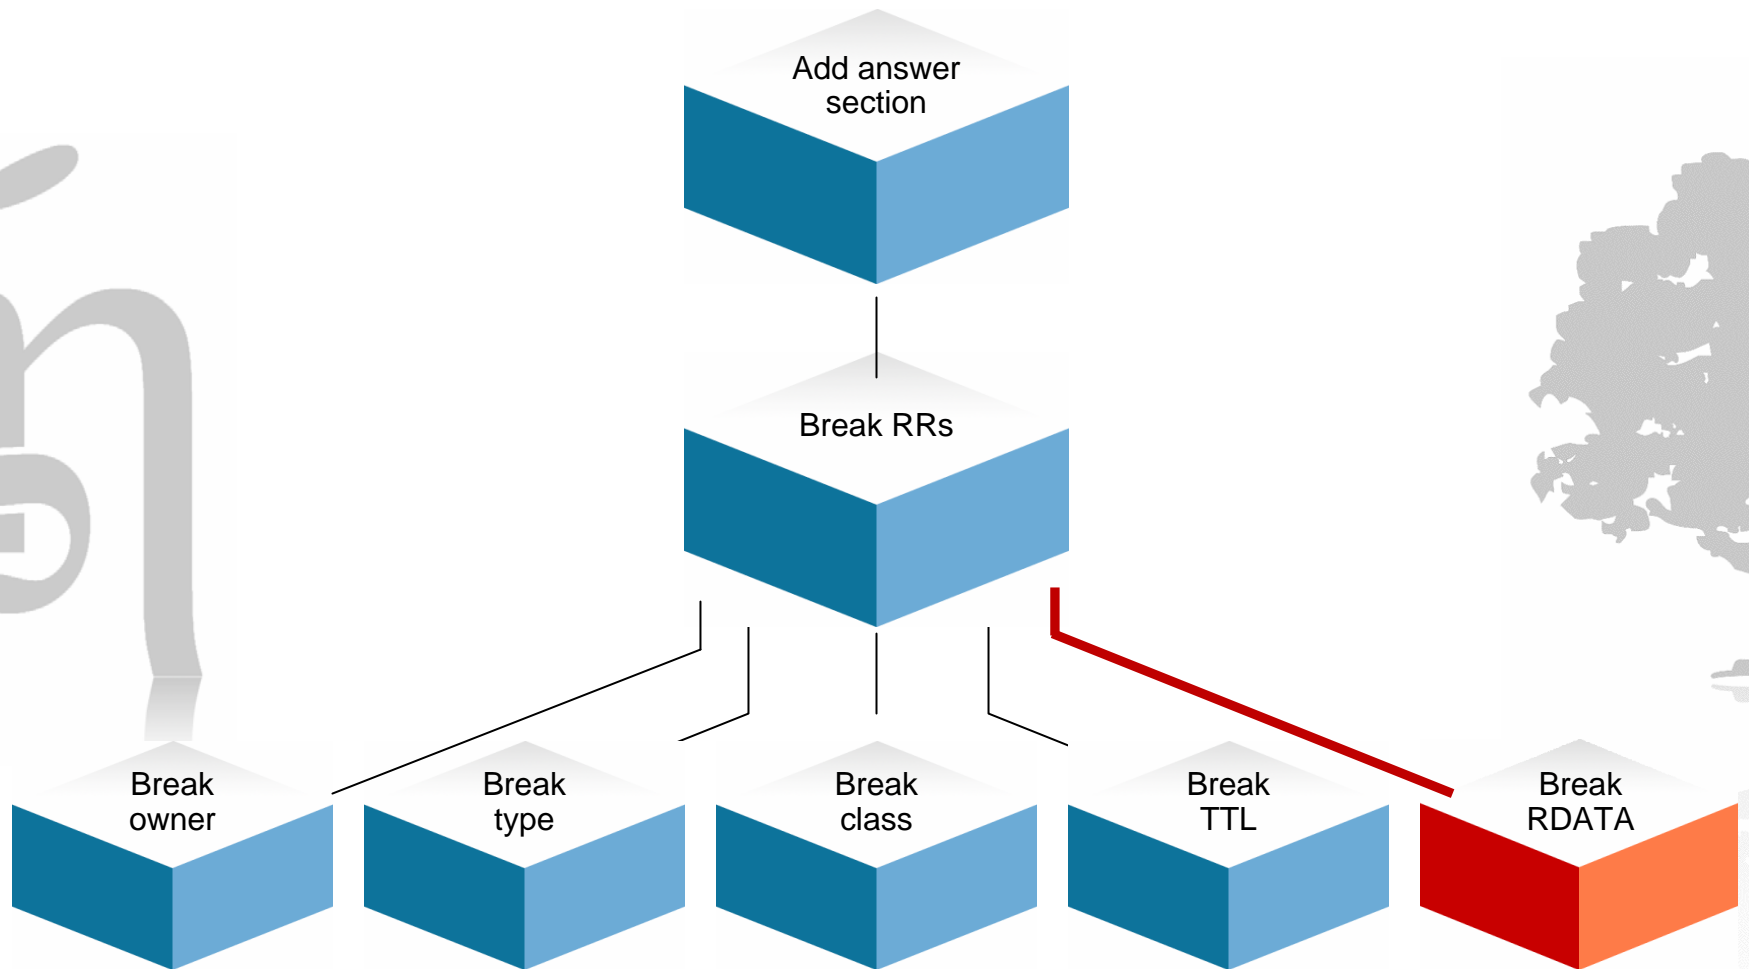 Add answer
section
Break RRs
Break
owner
Break
type
Break
class
Break
TTL
Break
RDATA